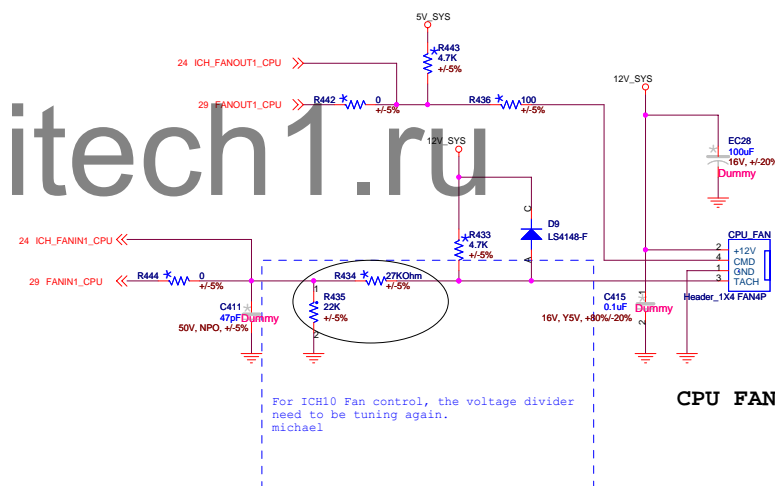 5V_SYS
R443
4.7K
+/-5%
24 ICH_FANOUT1_CPU
12V_SYS
29 FANOUT1_CPU
R442
0
+/-5%
R436
100
+/-5%
itech1.ru
12V_SYS
EC28
100uF
16V, +/-20%
Dummy
C
D9
LS4148-F
A
R433
4.7K
+/-5%
CPU_FAN
2 +12V
4 CMD
1 GND
3 TACH
Header_1X4 FAN4P
24 ICH_FANIN1_CPU
29 FANIN1_CPU
R444
0
+/-5%
R434
27KOhm
+/-5%
1
R435
22K
+/-5%
2
C411
47pF
Dummy
50V, NPO, +/-5%
1
C415
0.1uF
Dummy
16V, Y5V, +80%/-20%
2
For ICH10 Fan control, the voltage divider
need to be tuning again.
michael
CPU FAN